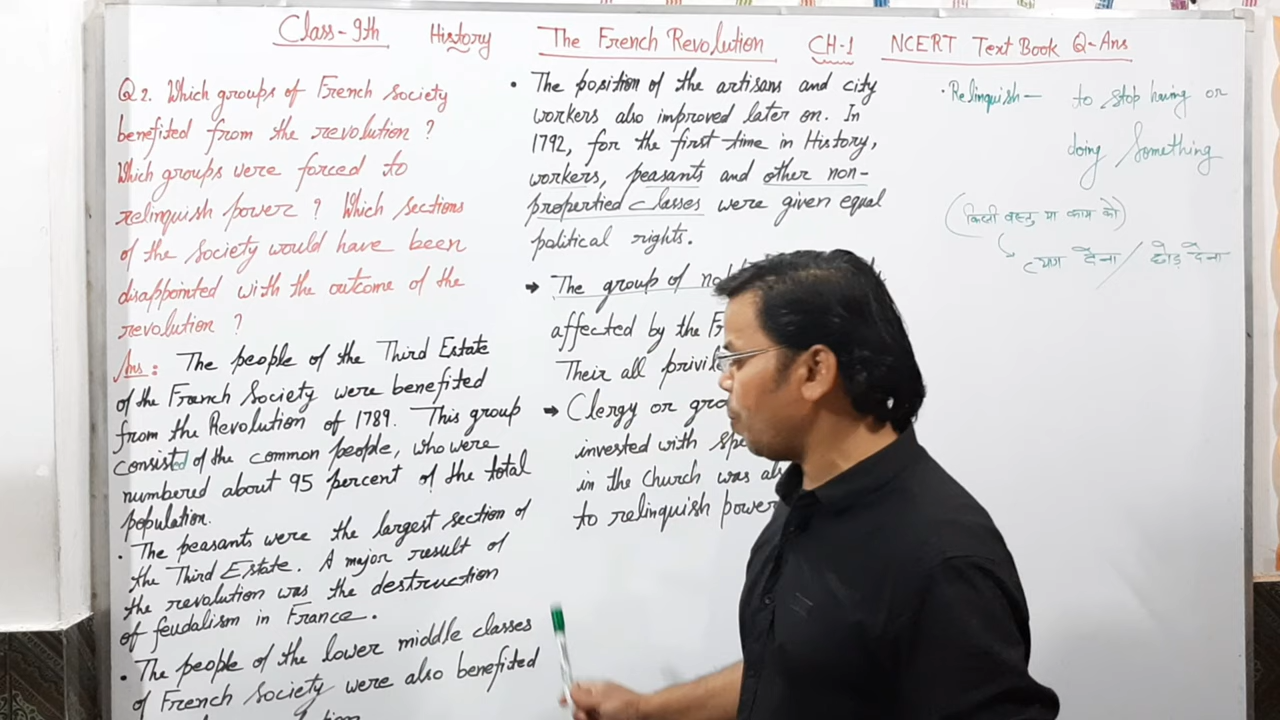 Class-9th History The French Revolution CH-1 NCERT Text Book Q-Ans
Q2. Which groups of French Society
benefited from the revolution ?
Which groups were forced to
relinquish power ? Which sections
of the Society would have been
disappointed with the outcome of the
revolution ?
Ans: The people of the Third Estate
of the French Society were benefited
from the Revolution of 1789. This group
consisted of the common people, who were
numbered about 95 percent of the total
population.
• The peasants were the largest section of
the Third Estate. A major result of
the revolution was the destruction
of feudalism in France.
• The people of the lower middle classes
of French Society were also benefited
• The position of the artisans and city
workers also improved later on. In
1792, for the first time in History,
workers, peasants and other non-
propertied classes were given equal
political rights.
→ The group of
affected by the
Their all
→ Clergy or
invested with
in the Church was
to relinquish power
• Relinquish — to stop having or
doing Something
(किसी वस्तु या काम को)
त्याग देना / छोड़ देना